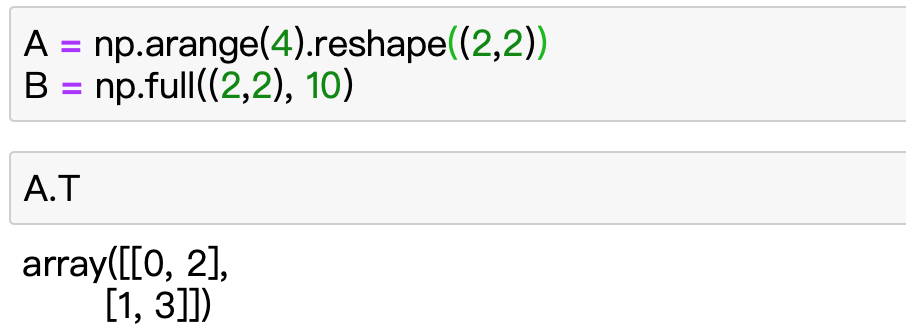 A = np.arange(4).reshape((2,2))
B = np.full((2,2), 10)
A.T
array([[0, 2],
[1, 3]])